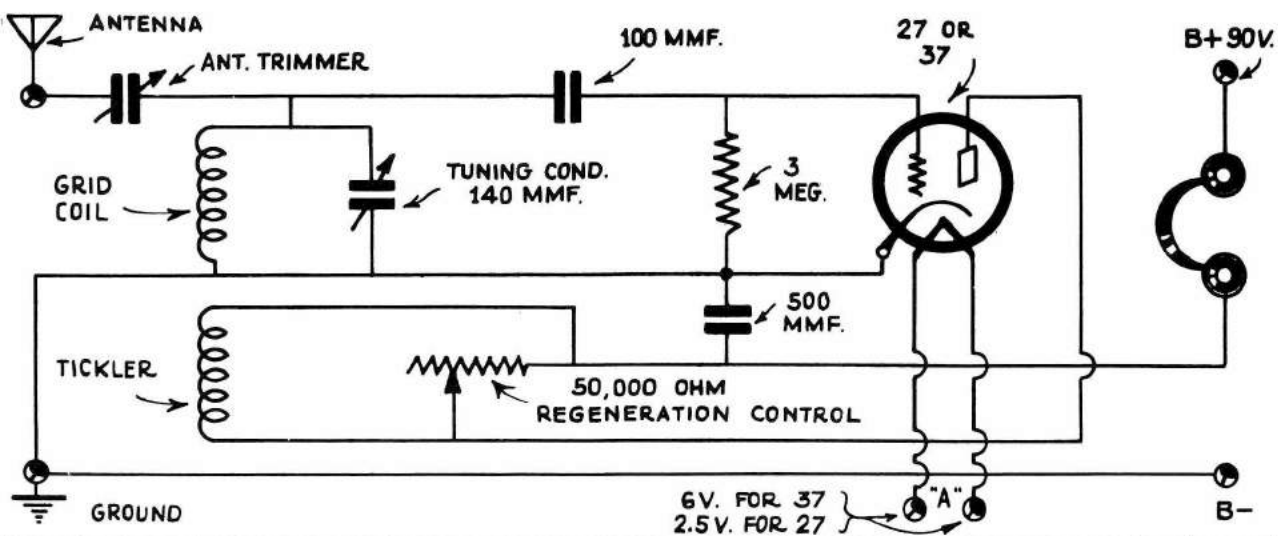 ANTENNA
ANT. TRIMMER
100 MMF.
27 OR
37
B+ 90V.
GRID
COIL
TUNING COND.
140 MMF.
3
MEG.
500
MMF.
TICKLER
50,000 OHM
REGENERATION CONTROL
GROUND
6V. FOR 37
2.5V. FOR 27
"A"
B-